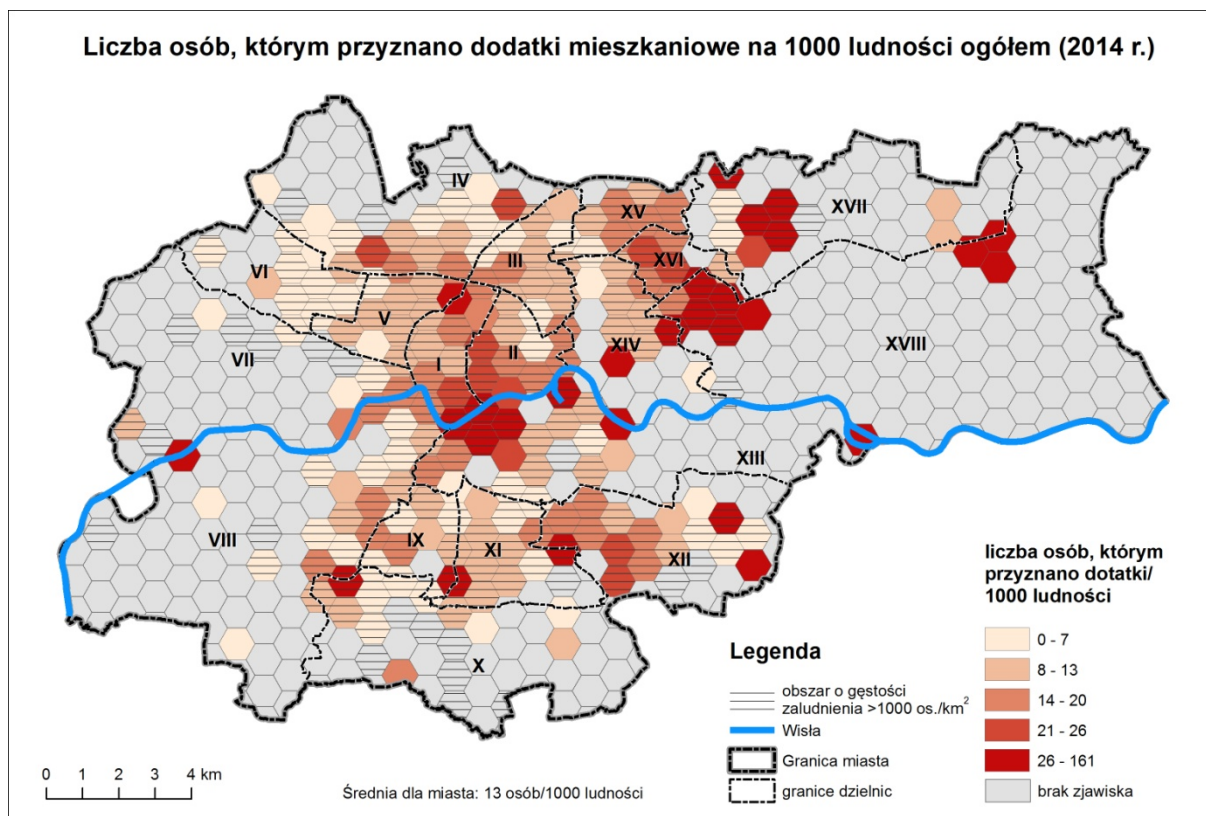 Liczba osób, którym przyznano dodatki mieszkaniowe na 1000 ludności ogółem (2014 r.)
IV
XV
XVII
VI
III
XVI
V
VII
I
II
XIV
XVIII
XIII
VIII
IX
XI
XII
X
liczba osób, którym
przyznano dotatki/
1000 ludności
0 - 7
8 - 13
14 - 20
21 - 26
26 - 161
brak zjawiska
Legenda
obszar o gęstości
zaludnienia >1000 os./km²
Wisła
Granica miasta
granice dzielnic
0 1 2 3 4 km
Średnia dla miasta: 13 osób/1000 ludności